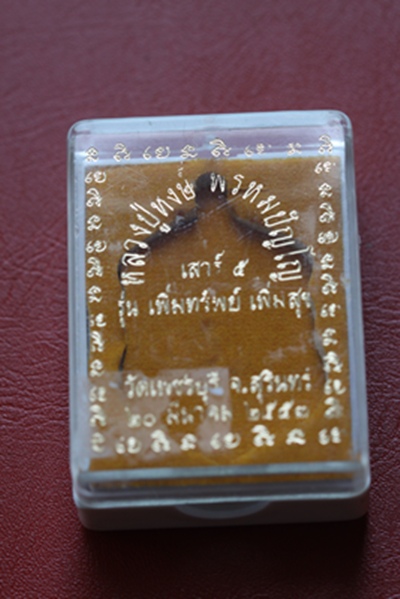 หลวงปู่หงษ์ พรหมปัญโญ
เสาร์ ๕
รุ่น เพิ่มทรัพย์ เพิ่มสุข
วัดเพชรบุรี จ.สุรินทร์
๒๐ มีนาคม ๒๕๕๓